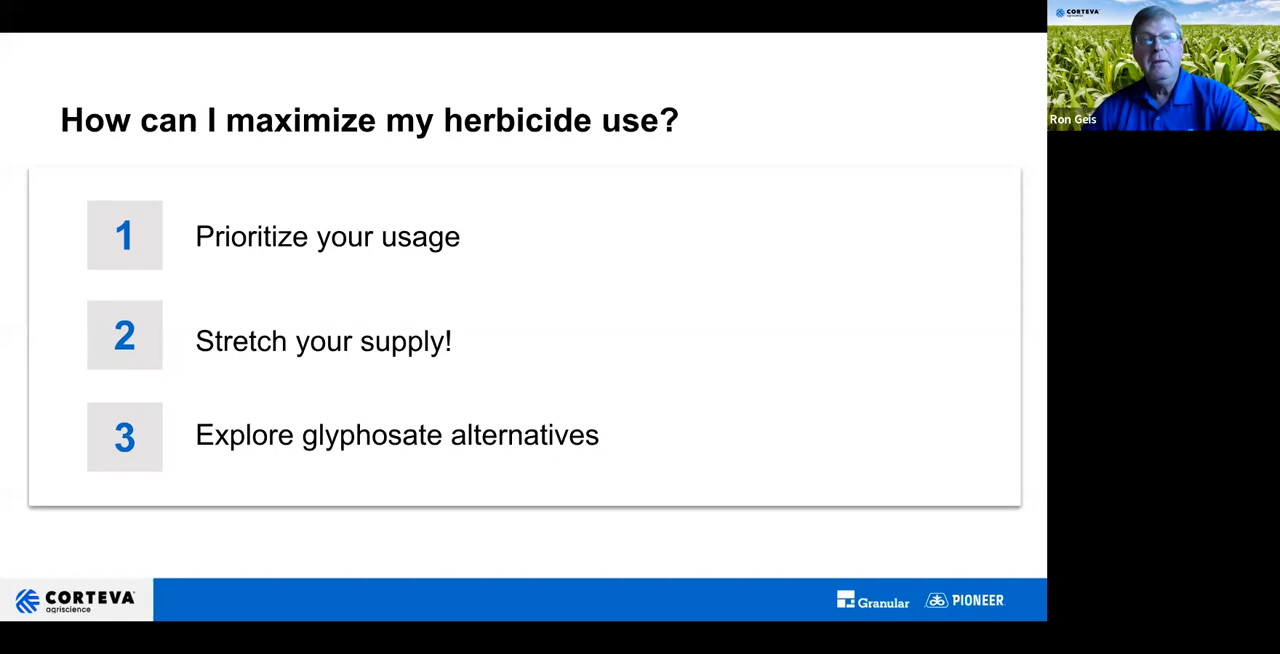 How can I maximize my herbicide use?
1
Prioritize your usage
2
Stretch your supply!
3
Explore glyphosate alternatives
CORTEVA
agriscience
Granular
PIONEER
CORTEVA
agriscience
Ron Geis